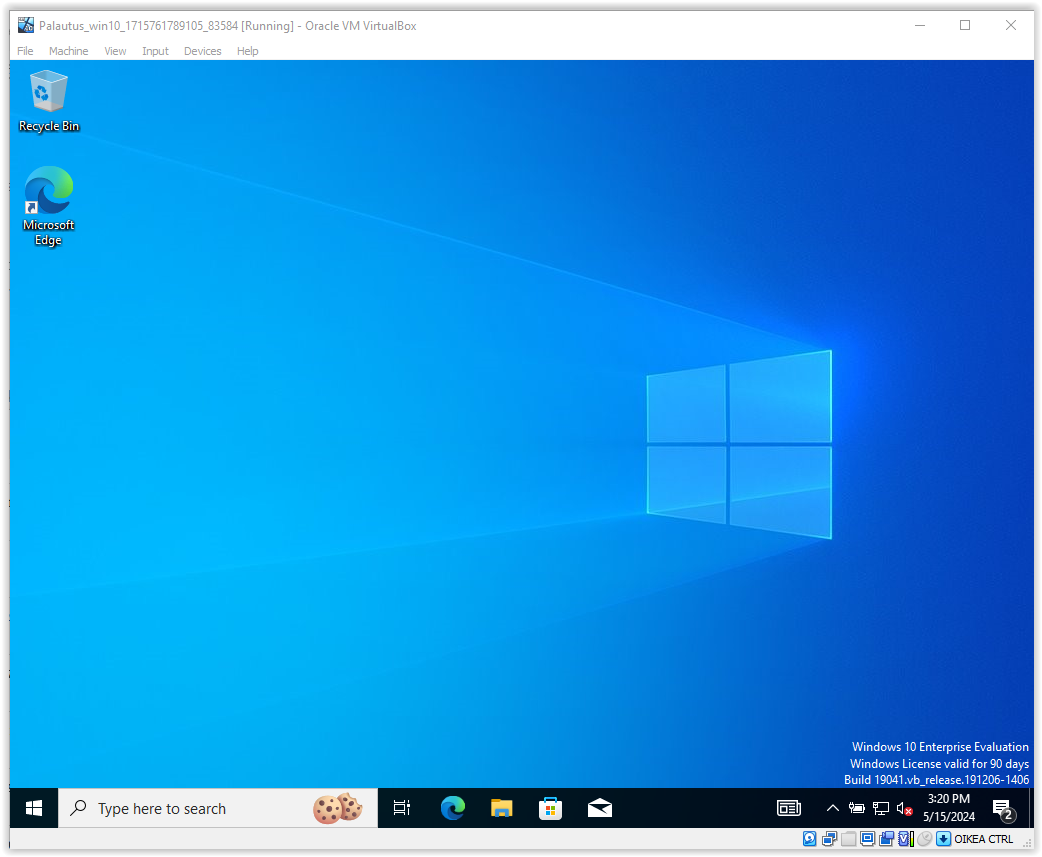 Palautus_win10_1715761789105_83584 [Running] - Oracle VM VirtualBox
File Machine View Input Devices Help
Recycle Bin
Microsoft
Edge
Windows 10 Enterprise Evaluation
Windows License valid for 90 days
Build 19041.vb_release.191206-1406
Type here to search
3:20 PM
5/15/2024
2
OIKEA CTRL